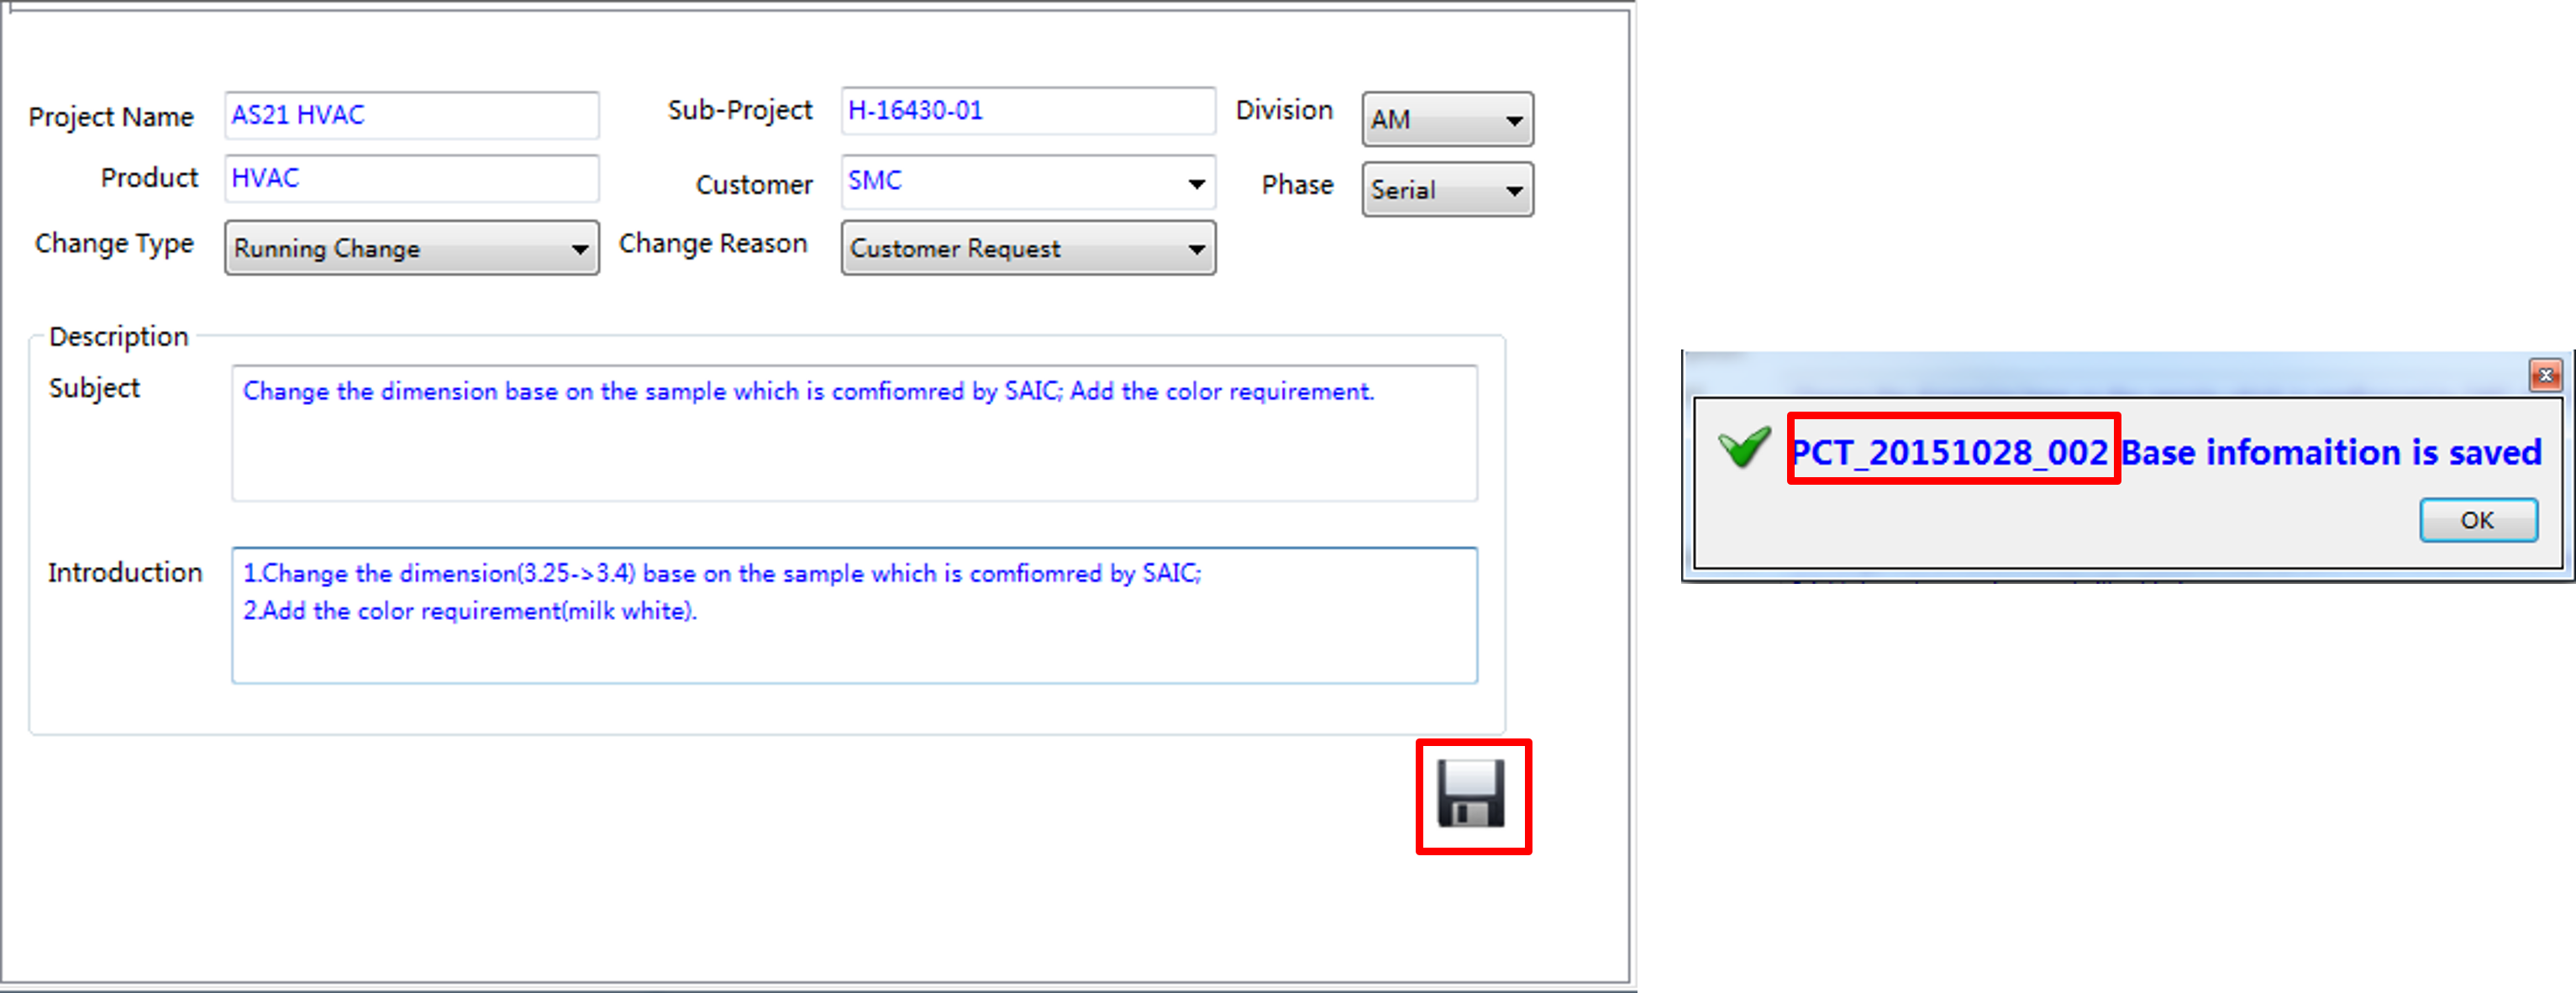 Project Name AS21 HVAC Sub-Project H-16430-01 Division AM
Product HVAC Customer SMC Phase Serial
Change Type Running Change Change Reason Customer Request
Description
Subject Change the dimension base on the sample which is comfiomred by SAIC; Add the color requirement.
Introduction 1.Change the dimension(3.25->3.4) base on the sample which is comfiomred by SAIC;
2.Add the color requirement(milk white).
PCT_20151028_002 Base infomaition is saved
OK